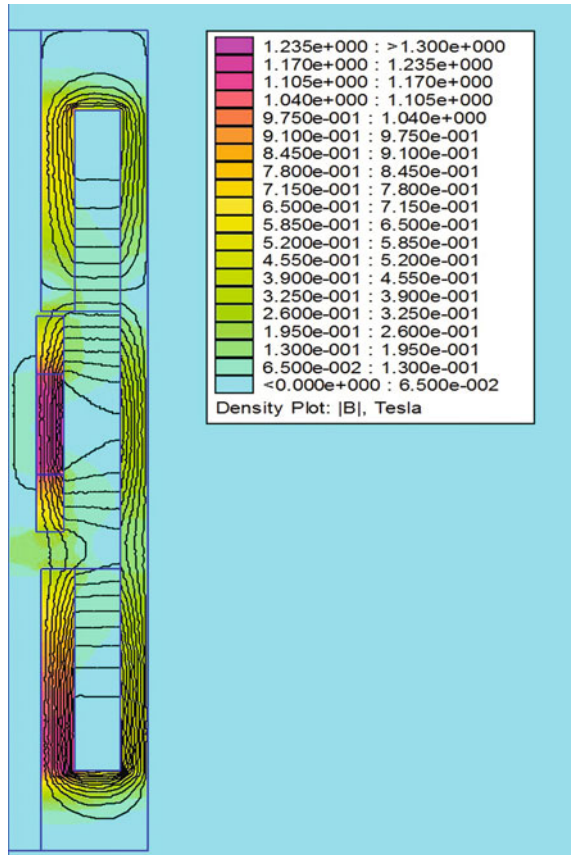 1.235e+000 : >1.300e+000
1.170e+000 : 1.235e+000
1.105e+000 : 1.170e+000
1.040e+000 : 1.105e+000
9.750e-001 : 1.040e+000
9.100e-001 : 9.750e-001
8.450e-001 : 9.100e-001
7.800e-001 : 8.450e-001
7.150e-001 : 7.800e-001
6.500e-001 : 7.150e-001
5.850e-001 : 6.500e-001
5.200e-001 : 5.850e-001
4.550e-001 : 5.200e-001
3.900e-001 : 4.550e-001
3.250e-001 : 3.900e-001
2.600e-001 : 3.250e-001
1.950e-001 : 2.600e-001
1.300e-001 : 1.950e-001
6.500e-002 : 1.300e-001
<0.000e+000 : 6.500e-002
Density Plot: |B|, Tesla